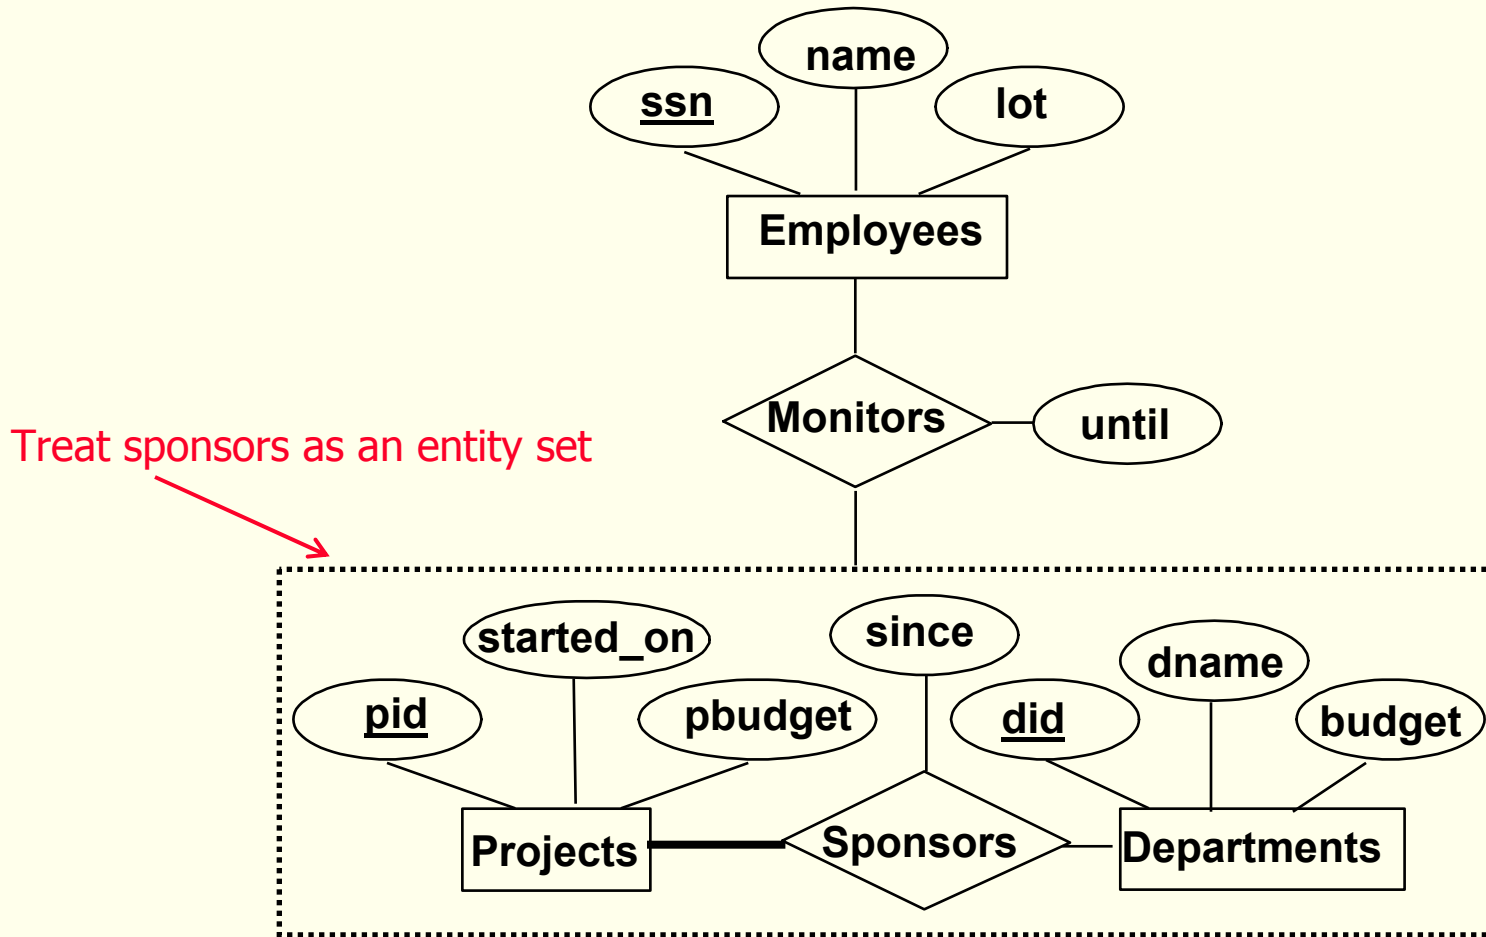 name
ssn
lot
Employees
Monitors
until
Treat sponsors as an entity set
started_on
since
dname
pid
pbudget
did
budget
Projects
Sponsors
Departments